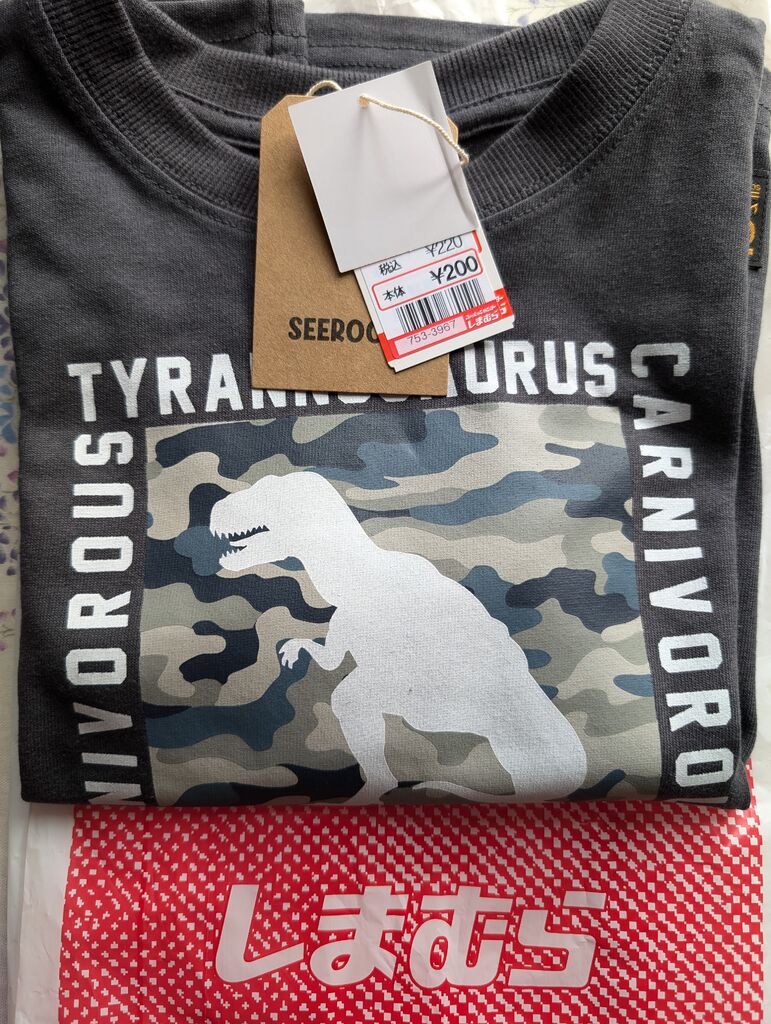 税込 ¥220
本体 ¥200
753-3967
しまむら
TYRANNOSAURUS
CARNIVORO
NIVOROUS
しまむら